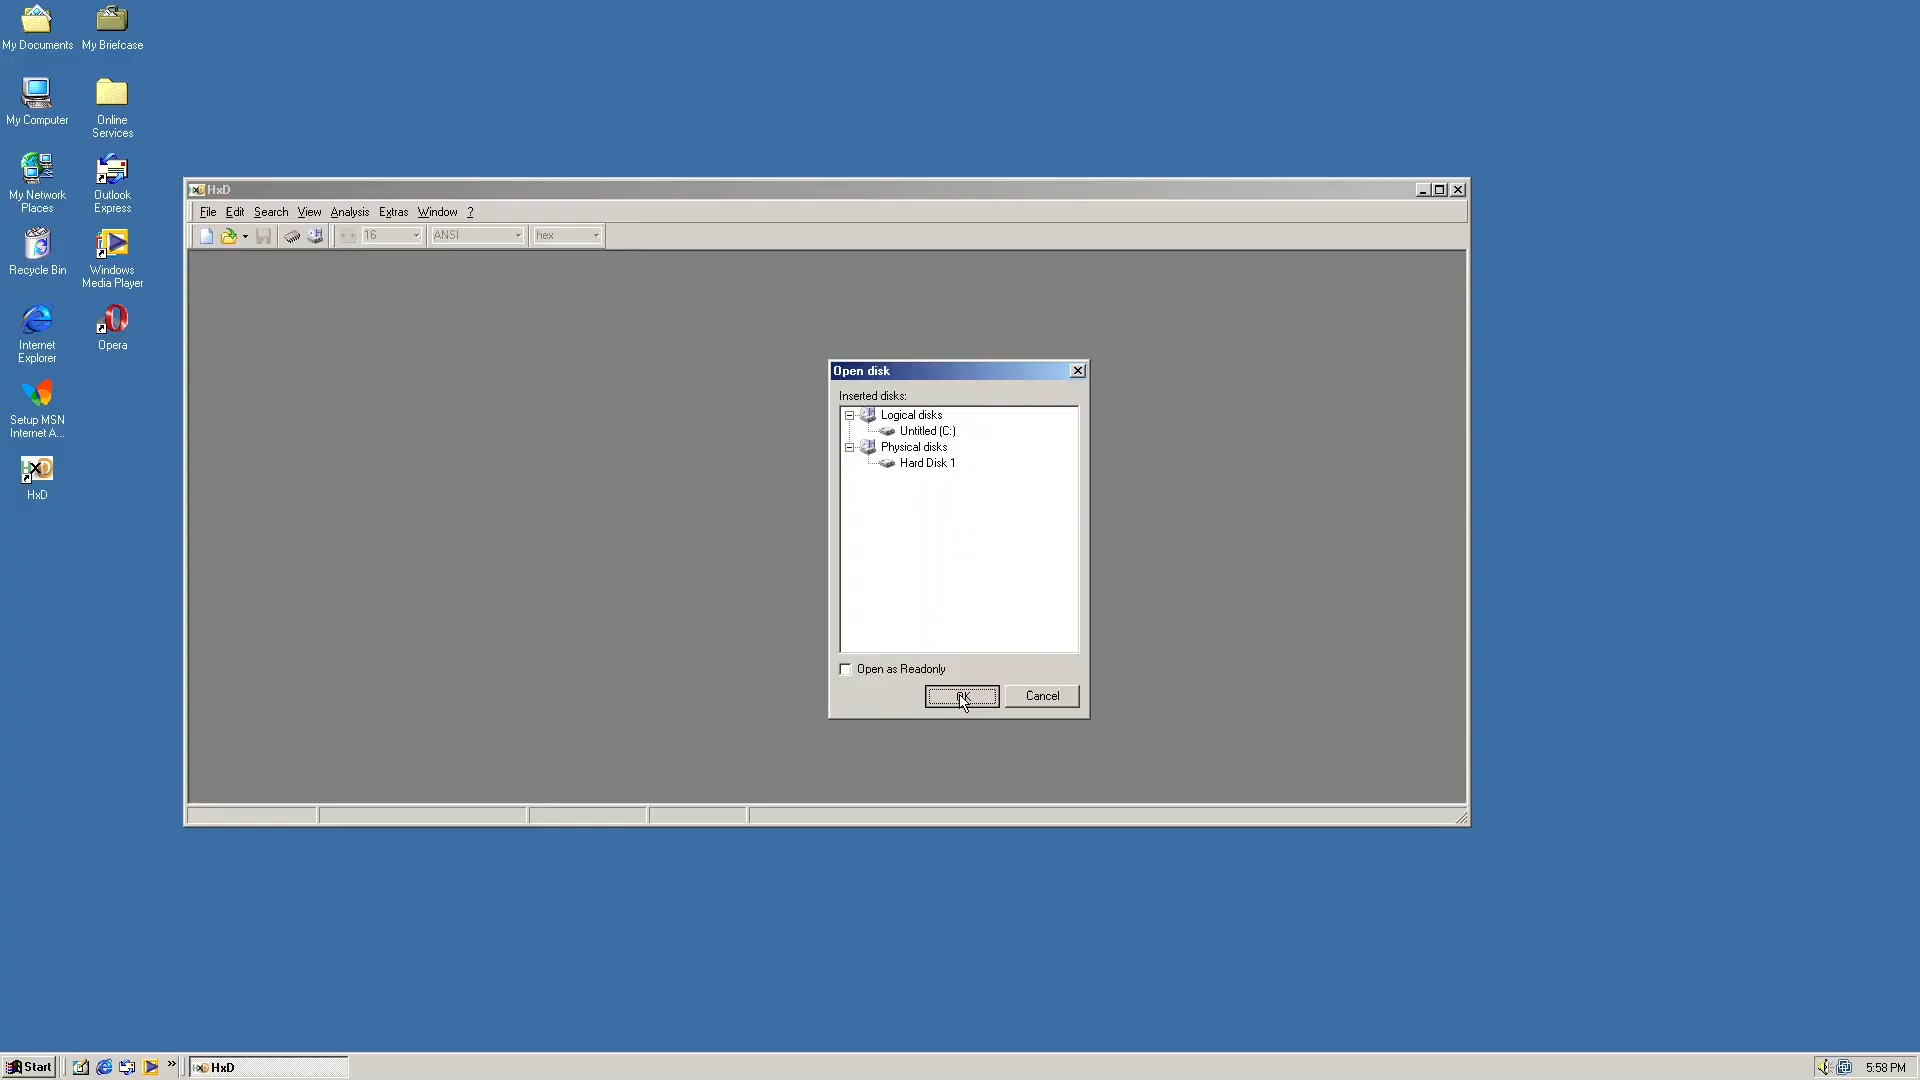 My Documents
My Briefcase
My Computer
Online
Services
My Network
Places
Outlook
Express
Recycle Bin
Windows
Media Player
Internet
Explorer
Opera
Setup MSN
Internet A...
HxD
HxD
File Edit Search View Analysis Extras Window ?
16 ANSI hex
Open disk
Inserted disks:
Logical disks
Untitled (C:)
Physical disks
Hard Disk 1
Open as Readonly
OK Cancel
Start » HxD 5:58 PM